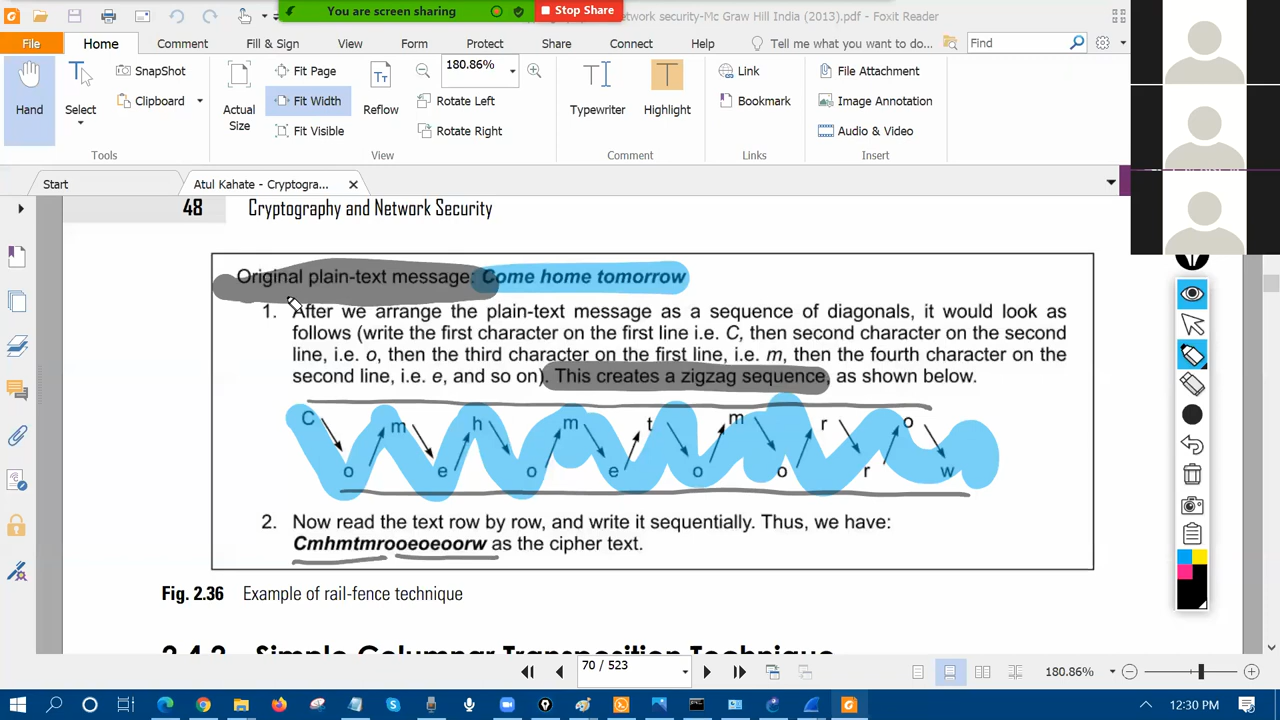 You are screen sharing
Stop Share
network security-Mc Graw Hill India (2013).pdf - Foxit Reader
File Home Comment Fill & Sign View Form Protect Share Connect Help Tell me what you want to do... Find
Hand
Select
SnapShot
Clipboard
Actual Size
Fit Page
Fit Width
Fit Visible
Reflow
180.86%
Rotate Left
Rotate Right
Typewriter
Highlight
Link
Bookmark
File Attachment
Image Annotation
Audio & Video
Tools View Comment Links Insert
Start Atul Kahate - Cryptogra...
48 Cryptography and Network Security
Original plain-text message: Come home tomorrow
1. After we arrange the plain-text message as a sequence of diagonals, it would look as
follows (write the first character on the first line i.e. C, then second character on the second
line, i.e. o, then the third character on the first line, i.e. m, then the fourth character on the
second line, i.e. e, and so on). This creates a zigzag sequence, as shown below.
C m h m t m r o
o e o e o o r w
2. Now read the text row by row, and write it sequentially. Thus, we have:
Cmhmtmrooeoeoorw as the cipher text.
Fig. 2.36 Example of rail-fence technique
2.4.2 Simple Columnar Transposition Technique
70 / 523
180.86%
12:30 PM